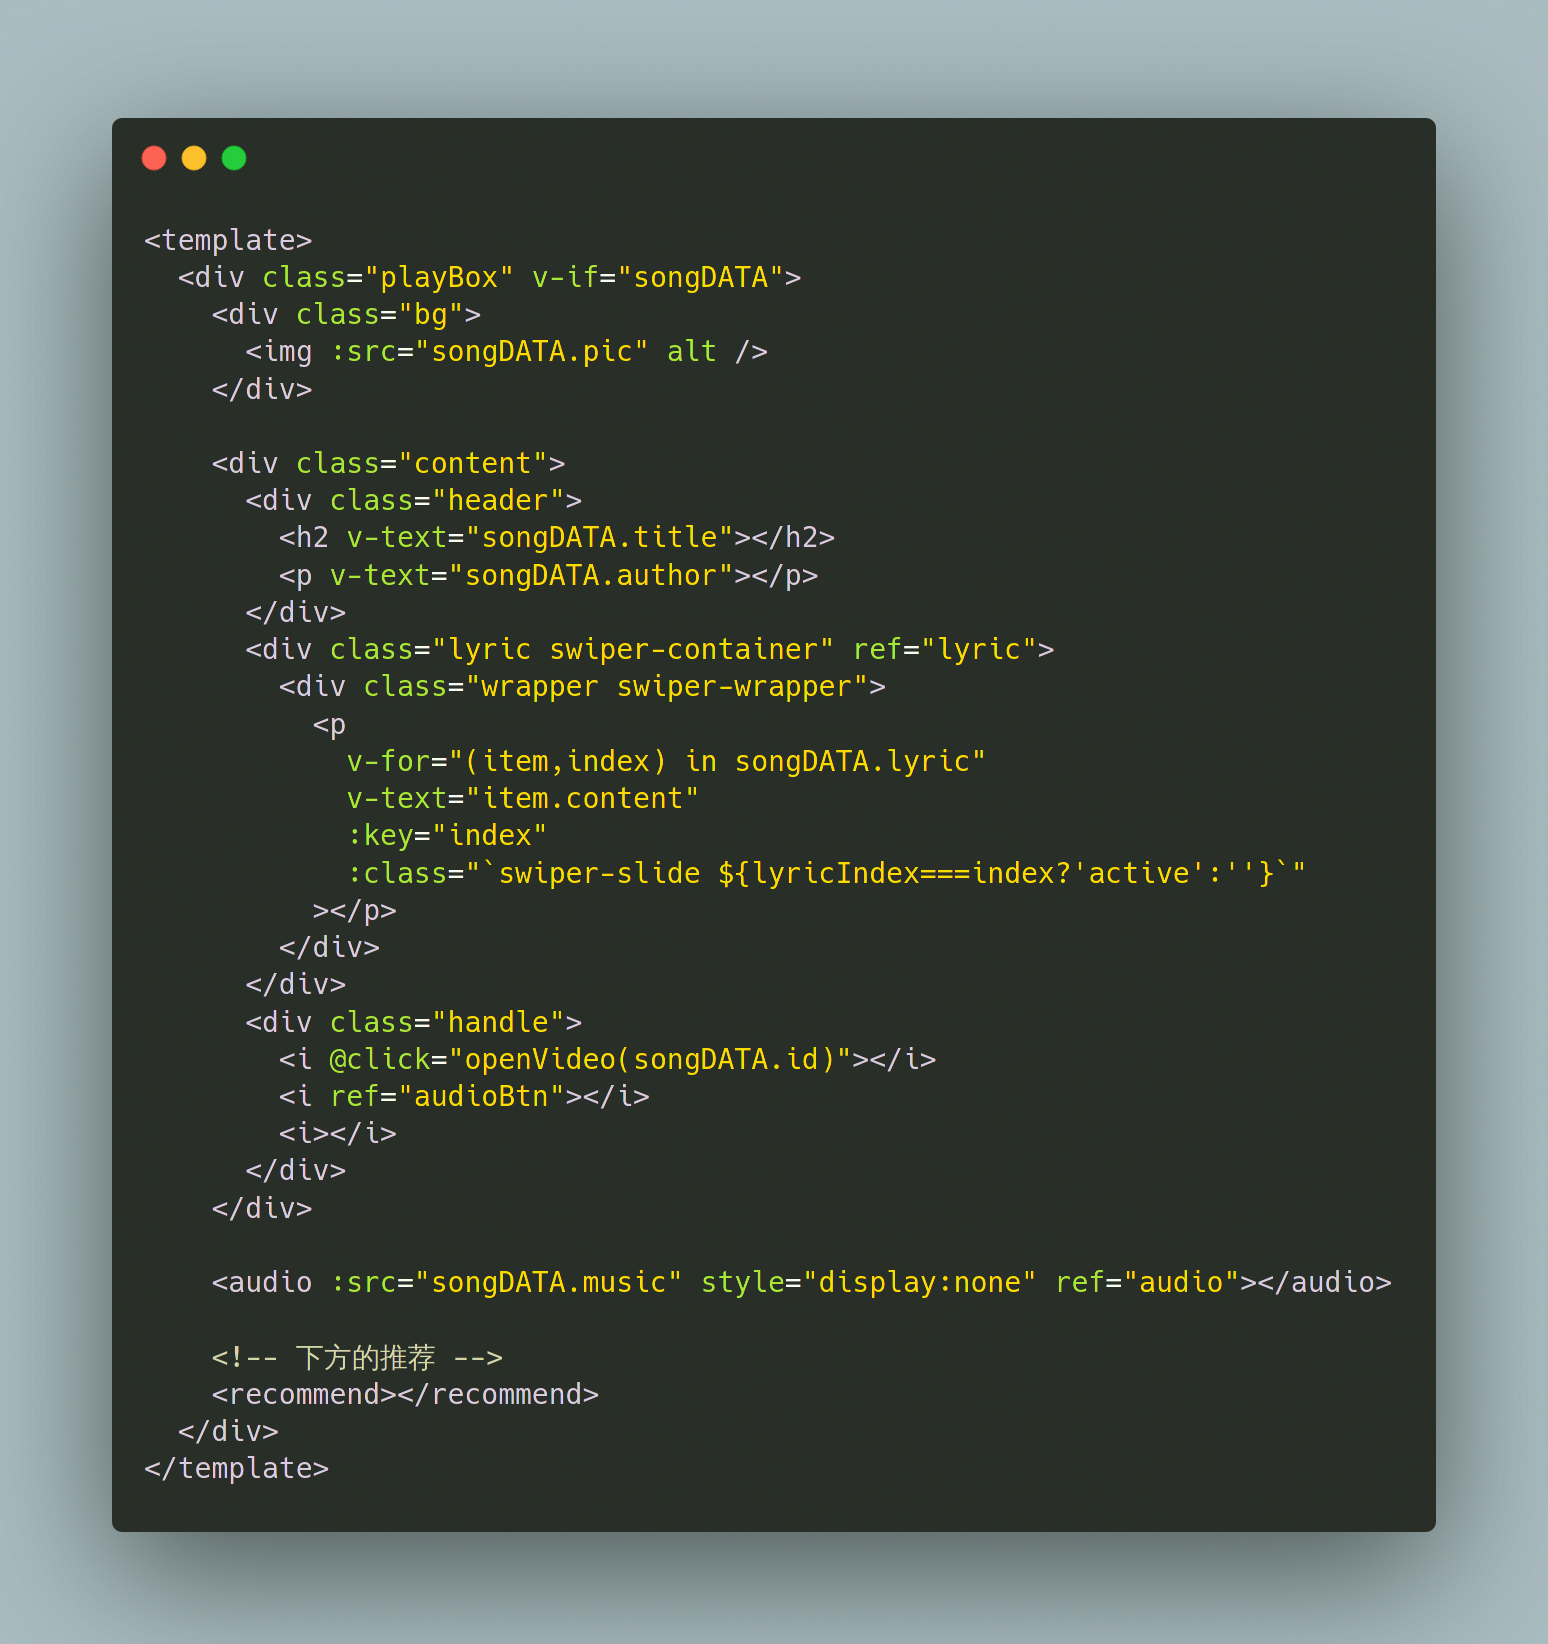 <template>
  <div class="playBox" v-if="songDATA">
    <div class="bg">
      <img :src="songDATA.pic" alt />
    </div>

    <div class="content">
      <div class="header">
        <h2 v-text="songDATA.title"></h2>
        <p v-text="songDATA.author"></p>
      </div>
      <div class="lyric swiper-container" ref="lyric">
        <div class="wrapper swiper-wrapper">
          <p
            v-for="(item,index) in songDATA.lyric"
            v-text="item.content"
            :key="index"
            :class="`swiper-slide ${lyricIndex===index?'active':''}`"
          ></p>
        </div>
      </div>
      <div class="handle">
        <i @click="openVideo(songDATA.id)"></i>
        <i ref="audioBtn"></i>
        <i></i>
      </div>
    </div>

    <audio :src="songDATA.music" style="display:none" ref="audio"></audio>

    <!-- 下方的推荐 -->
    <recommend></recommend>
  </div>
</template>